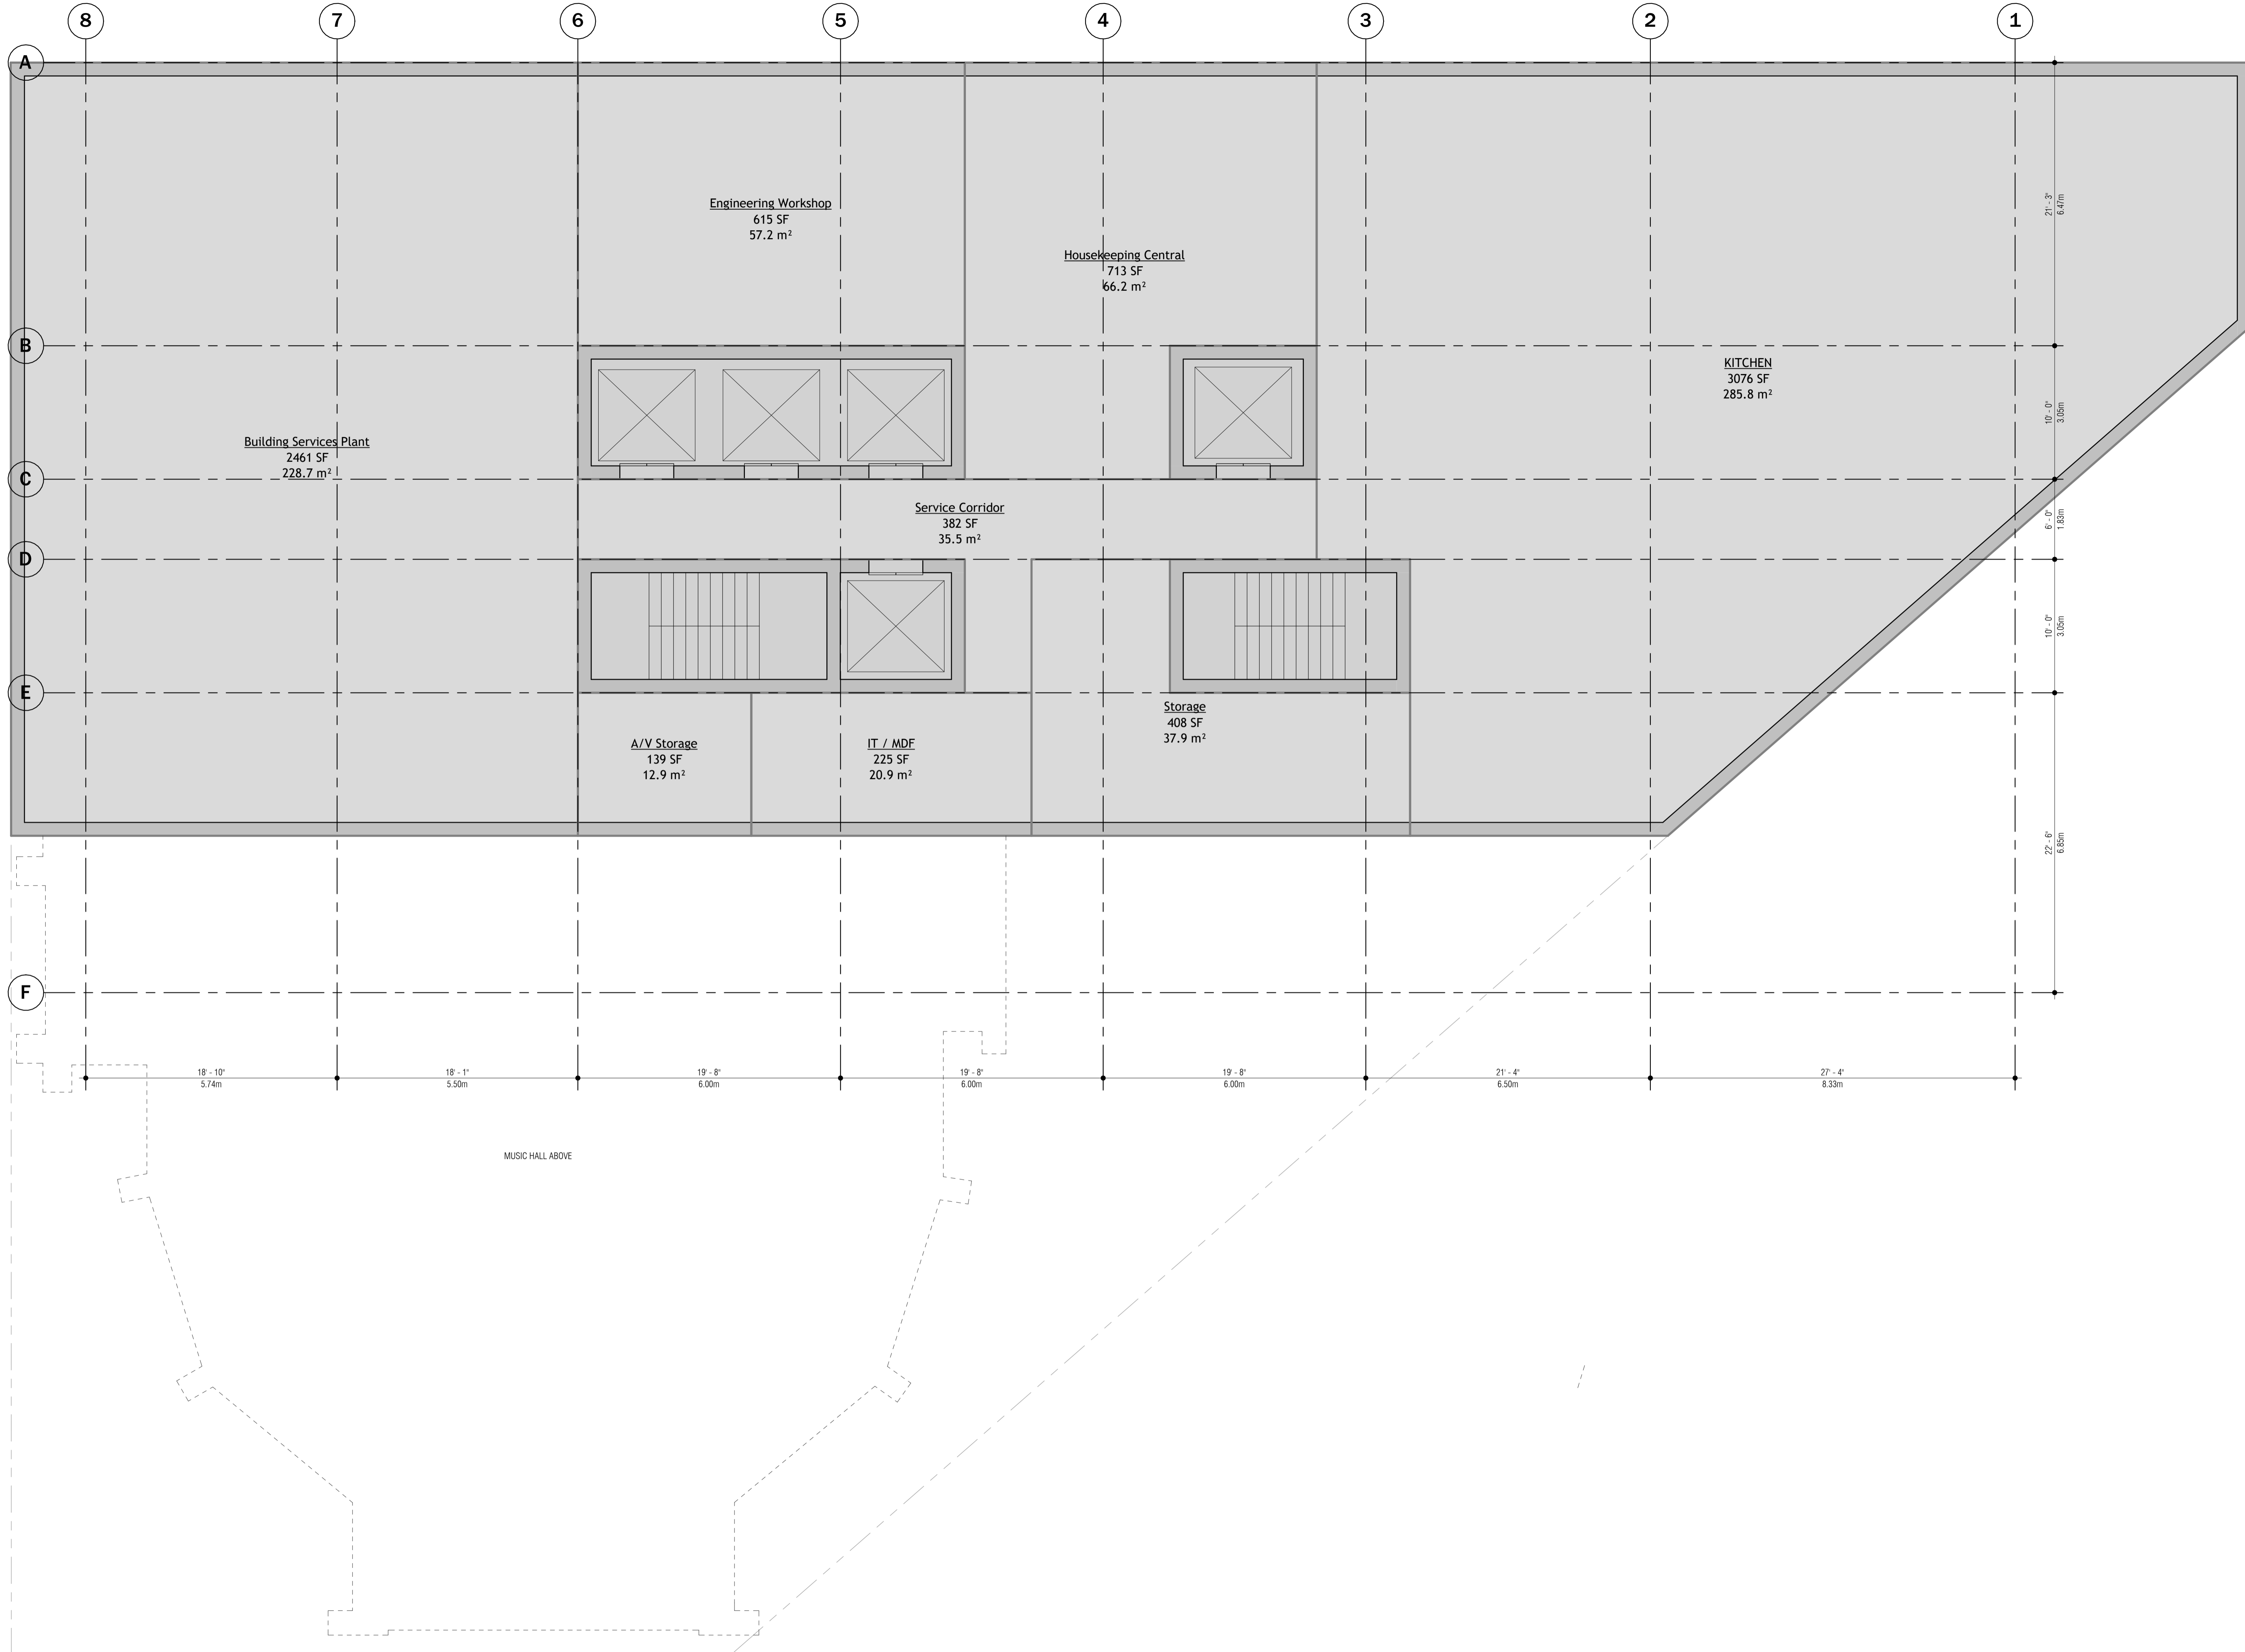 8 7 6 5 4 3 2 1
A
21' - 3"
6.47m
Engineering Workshop
615 SF
57.2 m²
Housekeeping Central
713 SF
66.2 m²
B
KITCHEN
3076 SF
285.8 m²
10' - 0"
3.05m
Building Services Plant
2461 SF
228.7 m²
C
Service Corridor
382 SF
35.5 m²
6' - 0"
1.83m
D
10' - 0"
3.05m
E
Storage
408 SF
37.9 m²
A/V Storage
139 SF
12.9 m²
IT / MDF
225 SF
20.9 m²
22' - 6"
6.85m
F
18' - 10" 18' - 1" 19' - 8" 19' - 8" 19' - 8" 21' - 4" 27' - 4"
5.74m 5.50m 6.00m 6.00m 6.00m 6.50m 8.33m
MUSIC HALL ABOVE